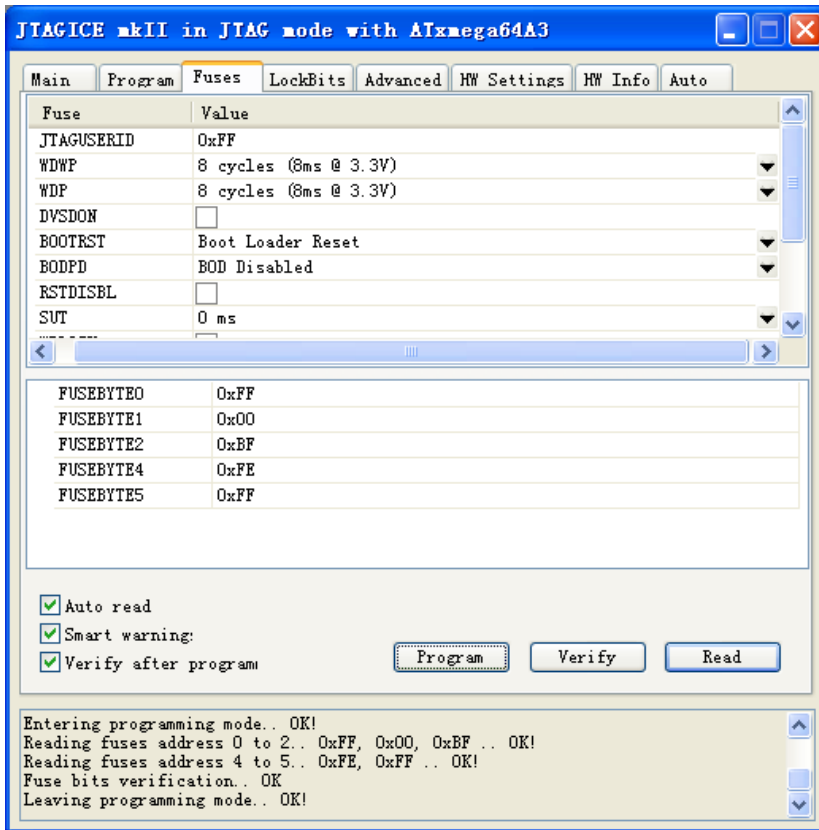 JTAGICE mkII in JTAG mode with ATxmega64A3
Main Program Fuses LockBits Advanced HW Settings HW Info Auto
Fuse Value
JTAGUSERID 0xFF
WDWP 8 cycles (8ms @ 3.3V)
WDP 8 cycles (8ms @ 3.3V)
DVSDON
BOOTRST Boot Loader Reset
BODPD BOD Disabled
RSTDISBL
SUT 0 ms
FUSEBYTE0 0xFF
FUSEBYTE1 0x00
FUSEBYTE2 0xBF
FUSEBYTE4 0xFE
FUSEBYTE5 0xFF
Auto read
Smart warning:
Verify after program
Program Verify Read
Entering programming mode.. OK!
Reading fuses address 0 to 2.. 0xFF, 0x00, 0xBF .. OK!
Reading fuses address 4 to 5.. 0xFE, 0xFF .. OK!
Fuse bits verification.. OK
Leaving programming mode.. OK!